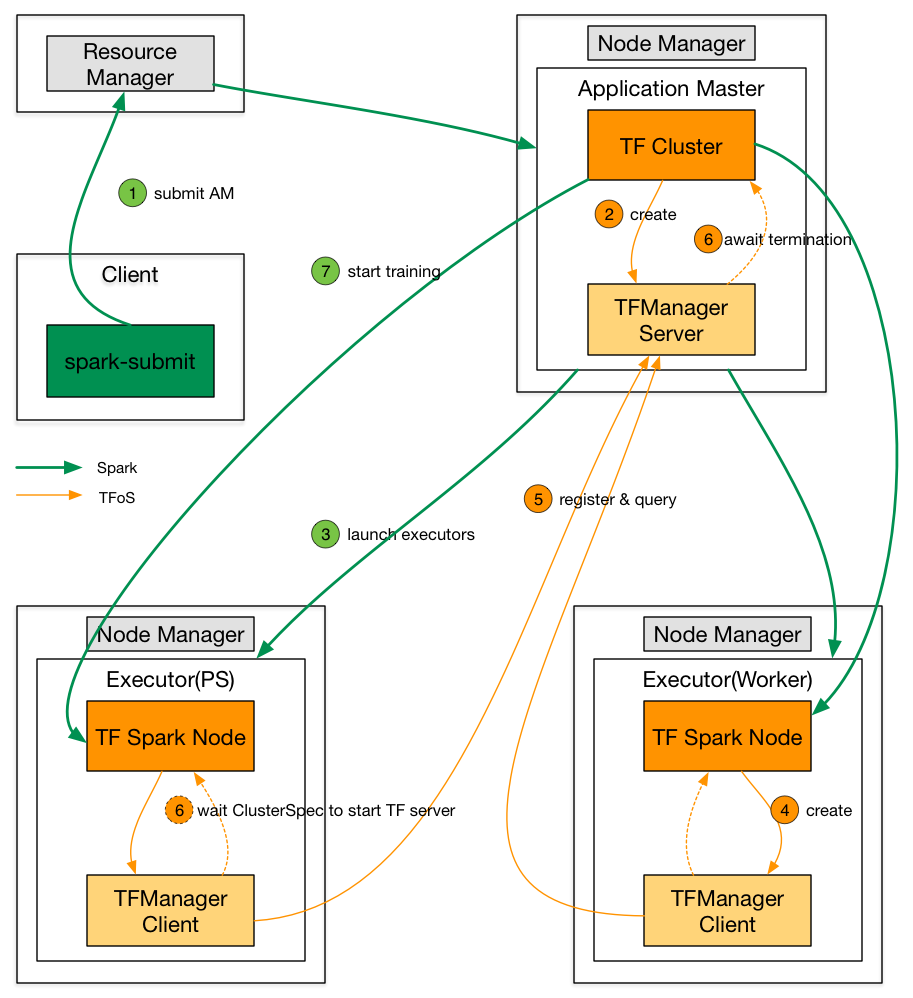 Resource
Manager
1 submit AM
Client
spark-submit
Spark
TFoS
Node Manager
Application Master
TF Cluster
2 create
6 await termination
TFManager
Server
7 start training
3 launch executors
5 register & query
Node Manager
Executor(PS)
TF Spark Node
6 wait ClusterSpec to start TF server
TFManager
Client
Node Manager
Executor(Worker)
TF Spark Node
4 create
TFManager
Client